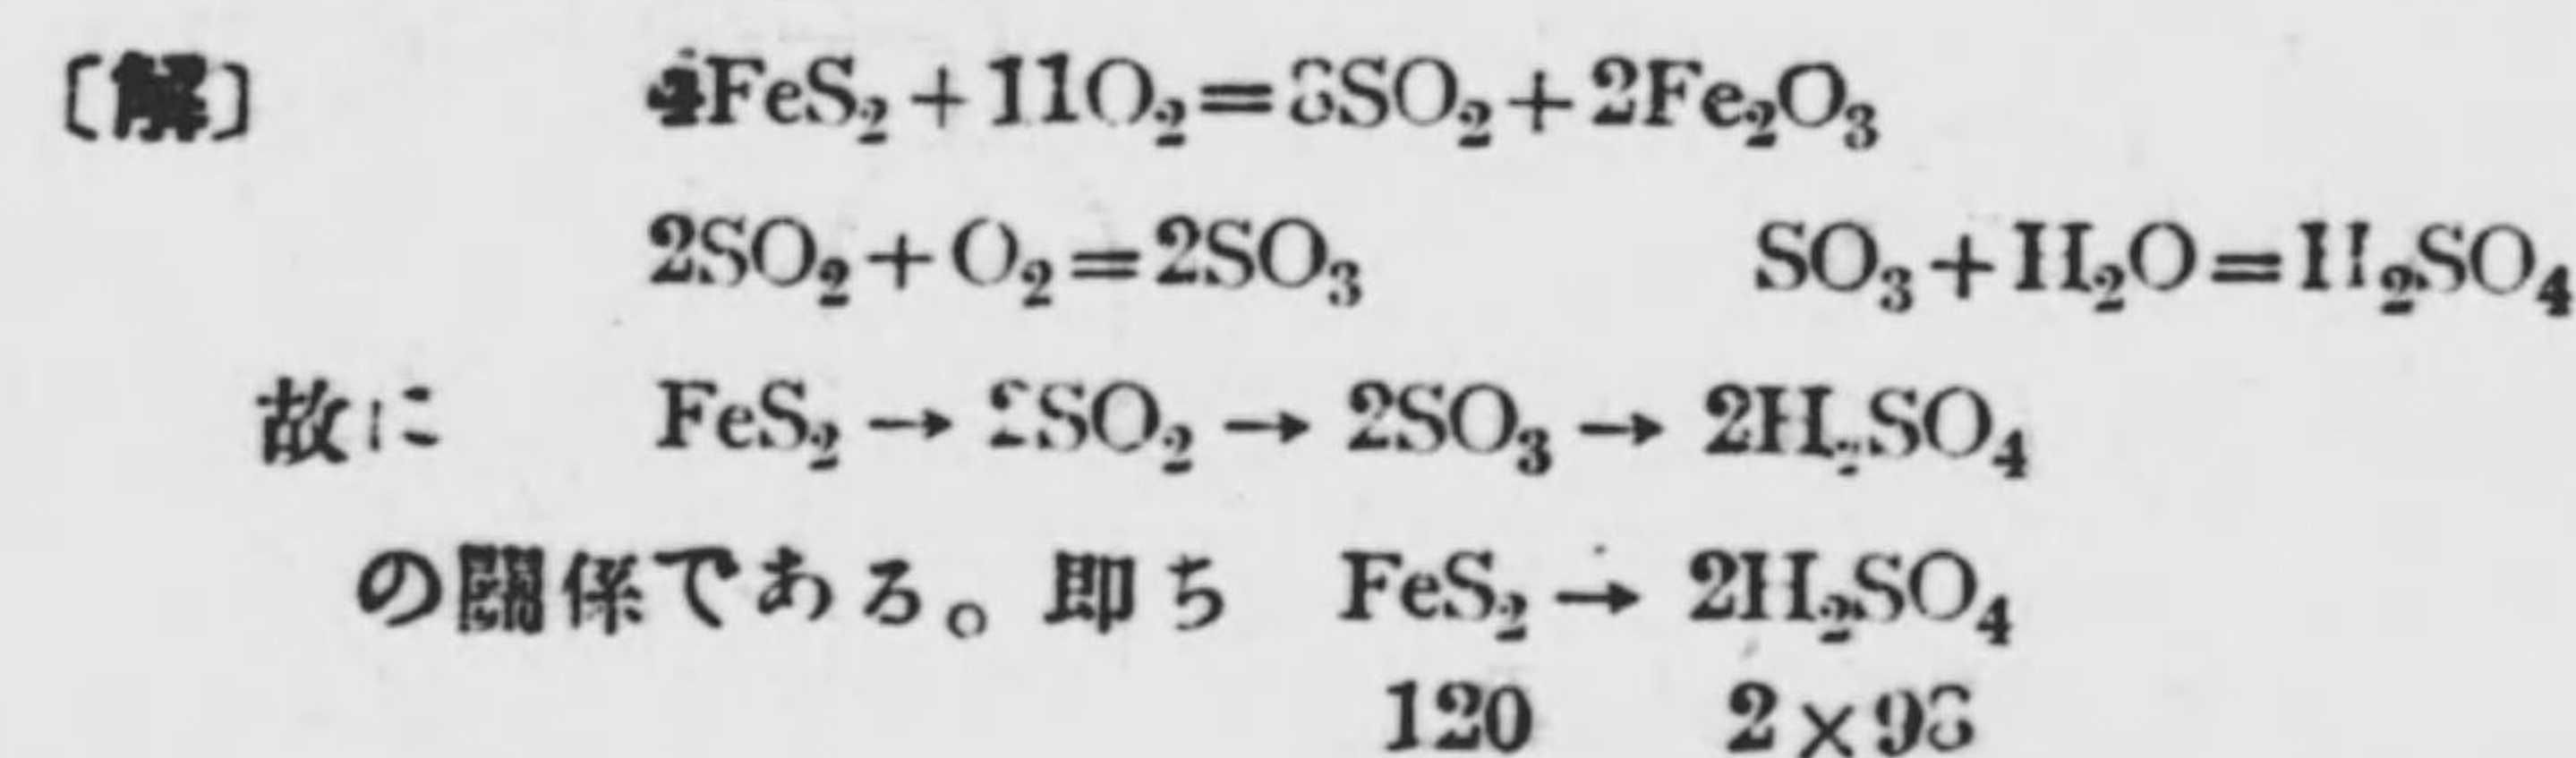 〔解〕 4FeS₂+11O₂=8SO₂+2Fe₂O₃
2SO₂+O₂=2SO₃ SO₃+H₂O=H₂SO₄
故に FeS₂→2SO₂→2SO₃→2H₂SO₄
の關係である。即ち FeS₂→2H₂SO₄
120 2×98